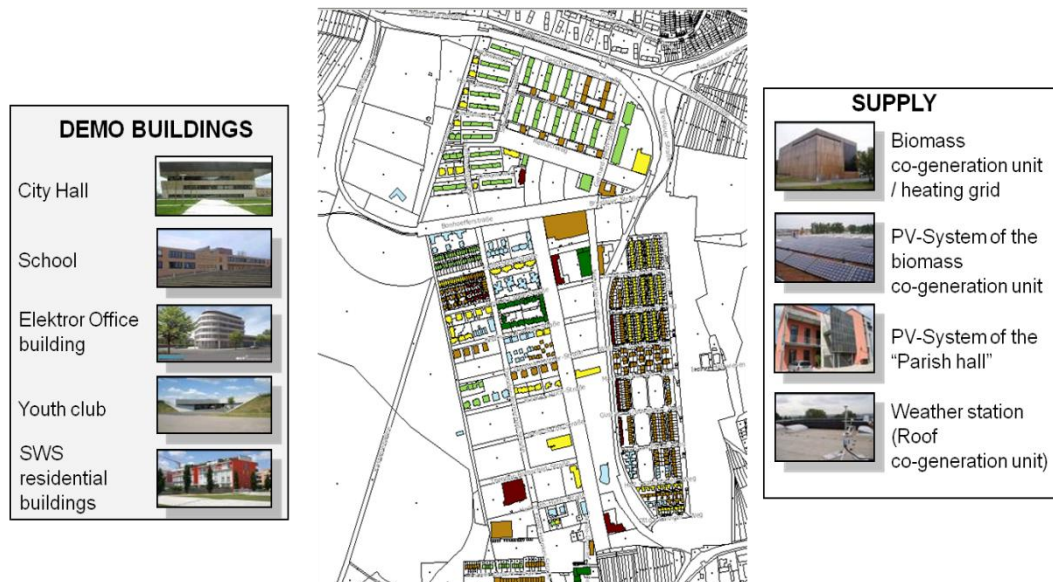 DEMO BUILDINGS
City Hall
School
Elektror Office
building
Youth club
SWS
residential
buildings
Bonhoefferstraße
SUPPLY
Biomass
co-generation unit
/ heating grid
PV-System of the
biomass
co-generation unit
PV-System of the
“Parish hall”
Weather station
(Roof
co-generation unit)